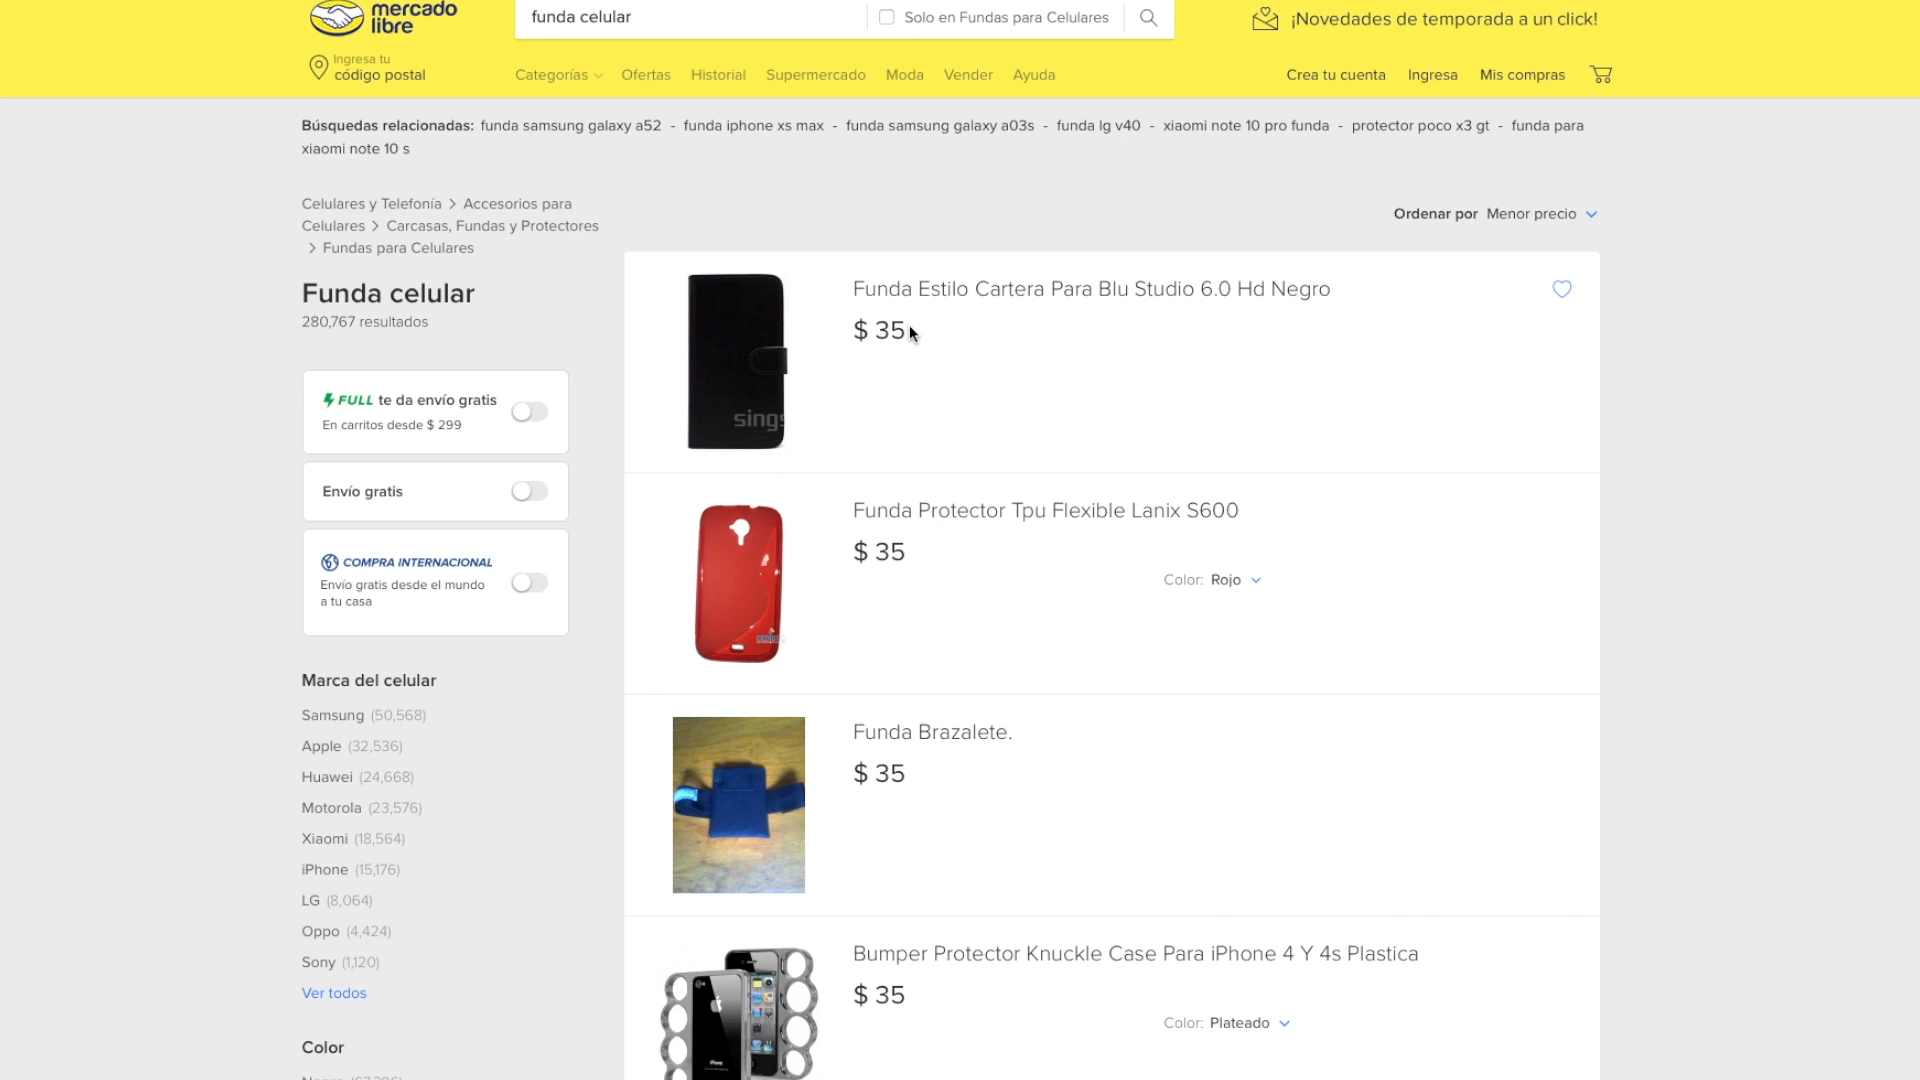 mercado
libre
funda celular
Solo en Fundas para Celulares
¡Novedades de temporada a un click!
Ingresa tu
código postal
Categorías
Ofertas
Historial
Supermercado
Moda
Vender
Ayuda
Crea tu cuenta
Ingresa
Mis compras
Búsquedas relacionadas: funda samsung galaxy a52 - funda iphone xs max - funda samsung galaxy a03s - funda lg v40 - xiaomi note 10 pro funda - protector poco x3 gt - funda para
xiaomi note 10 s
Celulares y Telefonía > Accesorios para
Celulares > Carcasas, Fundas y Protectores
> Fundas para Celulares
Ordenar por Menor precio
Funda celular
280,767 resultados
FULL te da envío gratis
En carritos desde $ 299
Envío gratis
COMPRA INTERNACIONAL
Envío gratis desde el mundo
a tu casa
Marca del celular
Samsung (50,568)
Apple (32,536)
Huawei (24,668)
Motorola (23,576)
Xiaomi (18,564)
iPhone (15,176)
LG (8,064)
Oppo (4,424)
Sony (1,120)
Ver todos
Color
Funda Estilo Cartera Para Blu Studio 6.0 Hd Negro
$ 35
sings
Funda Protector Tpu Flexible Lanix S600
$ 35
Color: Rojo
Funda Brazalete.
$ 35
Bumper Protector Knuckle Case Para iPhone 4 Y 4s Plastica
$ 35
Color: Plateado
iPhone